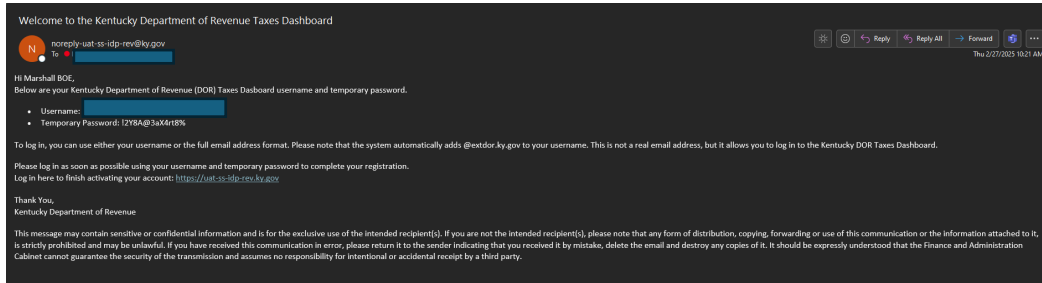 Welcome to the Kentucky Department of Revenue Taxes Dashboard
N
noreply-uat-ss-idp-rev@ky.gov
To
Reply
Reply All
Forward
Thu 2/27/2025 10:21 AM
Hi Marshall BOE,
Below are your Kentucky Department of Revenue (DOR) Taxes Dasboard username and temporary password.
• Username:
• Temporary Password: !2Y8A@3aX4rt8%
To log in, you can use either your username or the full email address format. Please note that the system automatically adds @extdor.ky.gov to your username. This is not a real email address, but it allows you to log in to the Kentucky DOR Taxes Dashboard.
Please log in as soon as possible using your username and temporary password to complete your registration.
Log in here to finish activating your account: https://uat-ss-idp-rev.ky.gov
Thank You,
Kentucky Department of Revenue
This message may contain sensitive or confidential information and is for the exclusive use of the intended recipient(s). If you are not the intended recipient(s), please note that any form of distribution, copying, forwarding or use of this communication or the information attached to it,
is strictly prohibited and may be unlawful. If you have received this communication in error, please return it to the sender indicating that you received it by mistake, delete the email and destroy any copies of it. It should be expressly understood that the Finance and Administration
Cabinet cannot guarantee the security of the transmission and assumes no responsibility for intentional or accidental receipt by a third party.